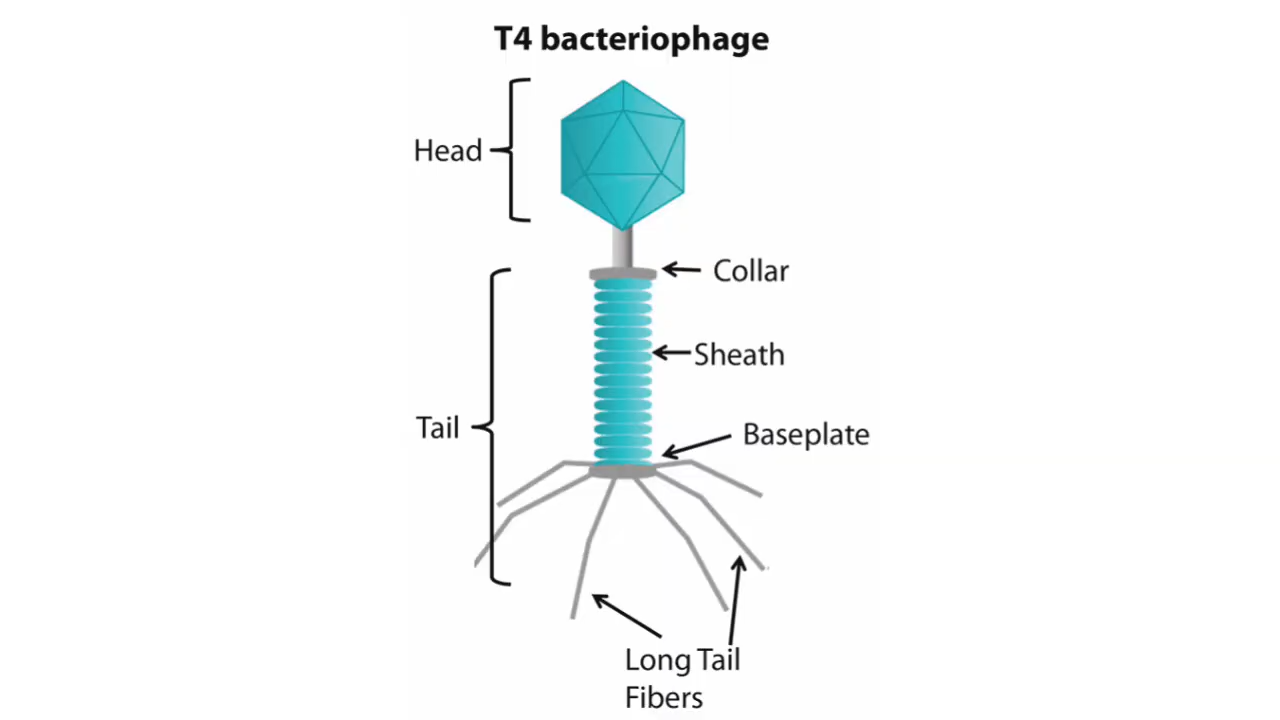 T4 bacteriophage
Head
Collar
Sheath
Tail
Baseplate
Long Tail
Fibers